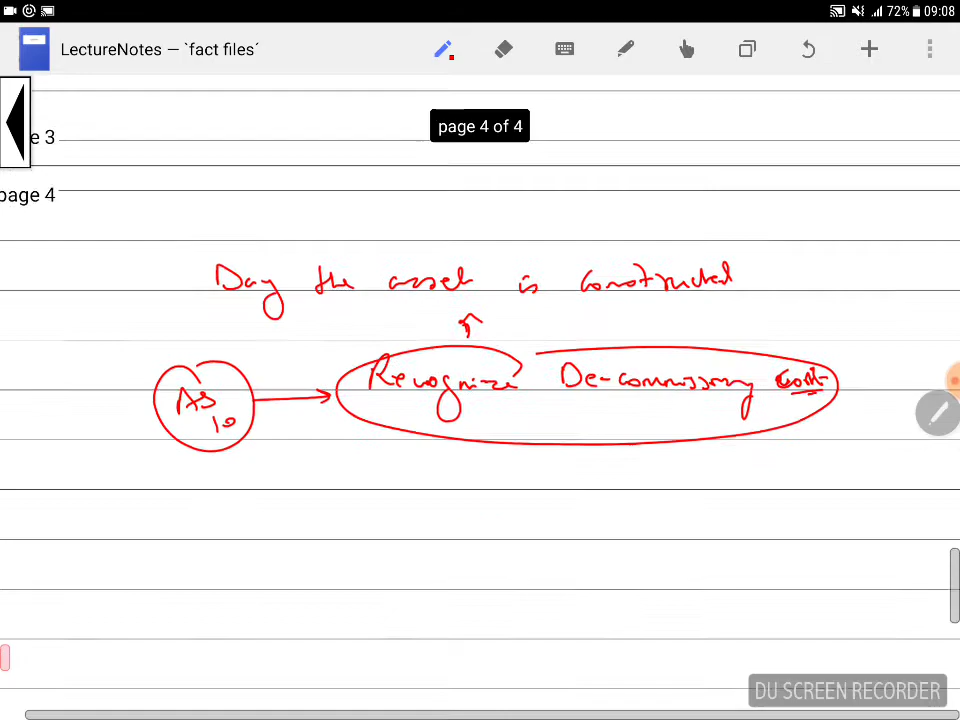 72% 09:08
LectureNotes — `fact files´
page 4 of 4
e 3
page 4
Day the asset is constructed
AS 10
Recognize De-commissiong cost
DU SCREEN RECORDER